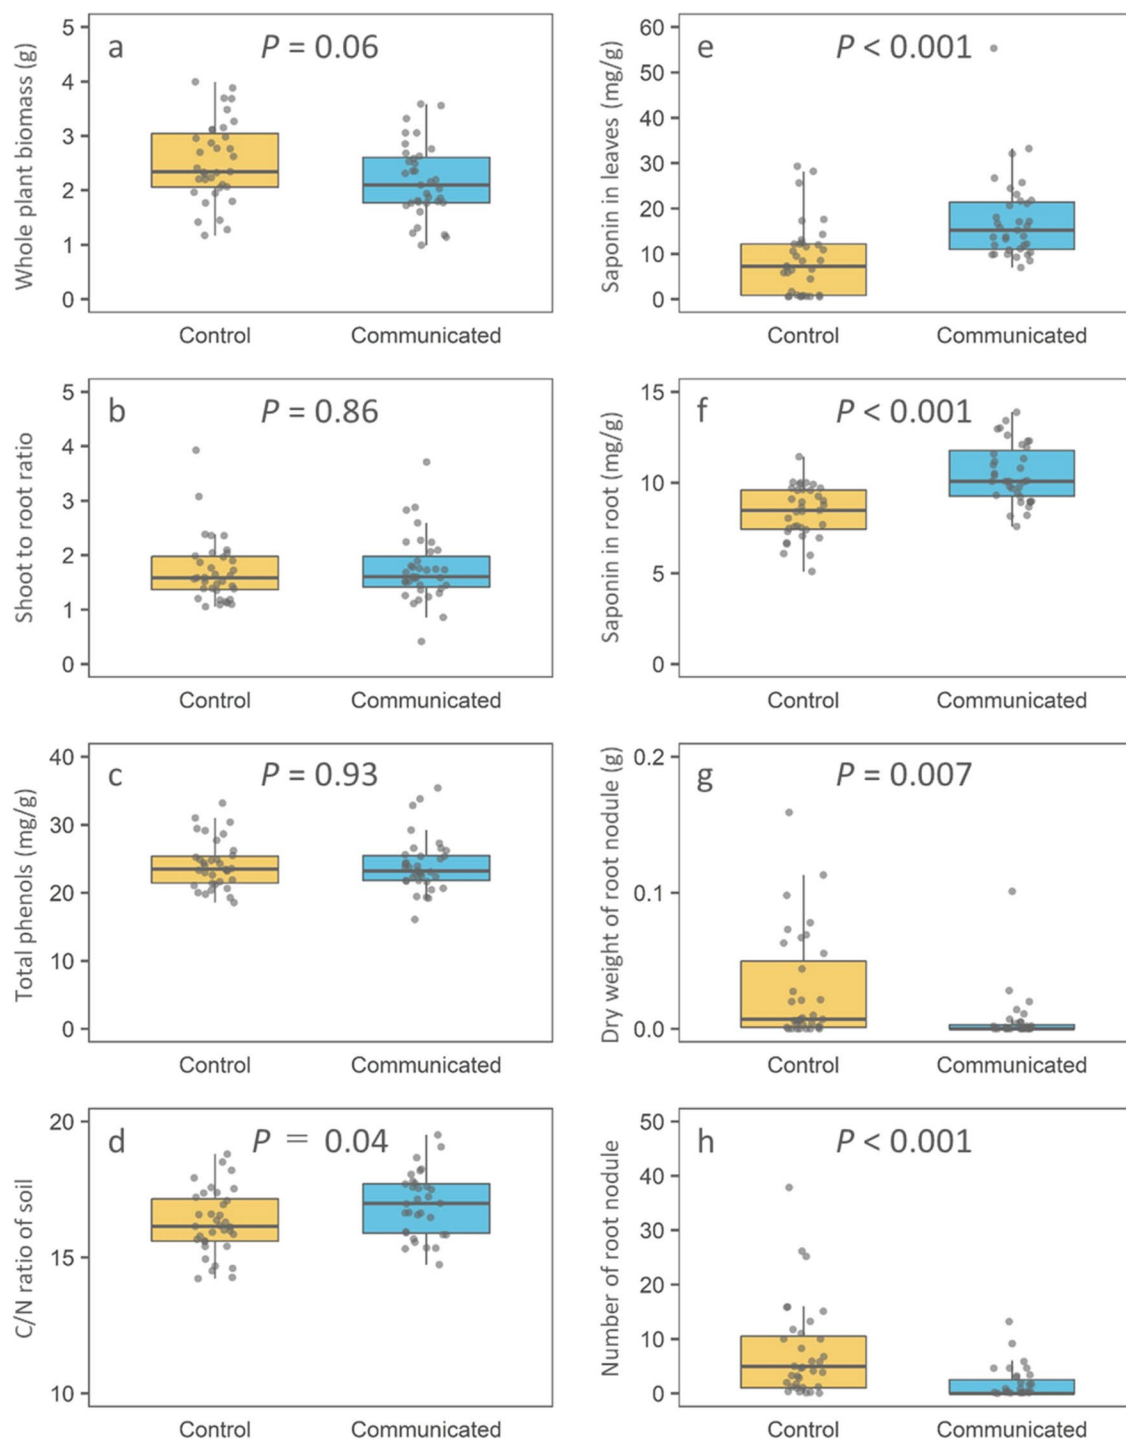 a
P = 0.06
Whole plant biomass (g)
5
4
3
2
1
0
Control
Communicated
e
P < 0.001
Saponin in leaves (mg/g)
60
50
40
30
20
10
0
Control
Communicated
b
P = 0.86
Shoot to root ratio
5
4
3
2
1
0
Control
Communicated
f
P < 0.001
Saponin in root (mg/g)
15
10
5
0
Control
Communicated
c
P = 0.93
Total phenols (mg/g)
40
30
20
10
0
Control
Communicated
g
P = 0.007
Dry weight of root nodule (g)
0.2
0.1
0.0
Control
Communicated
d
P = 0.04
C/N ratio of soil
20
15
10
Control
Communicated
h
P < 0.001
Number of root nodule
50
40
30
20
10
0
Control
Communicated